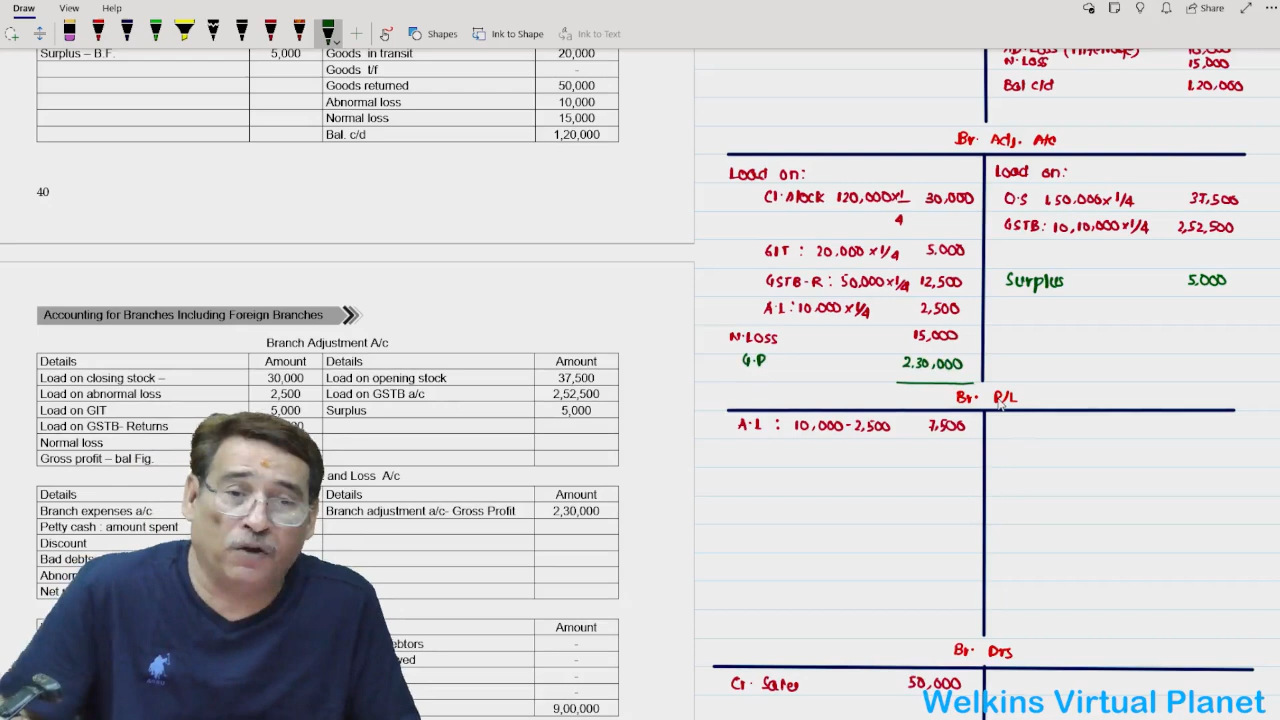 Draw View Help
Share
Shapes
Ink to Shape
Ink to Text
Surplus – B.F. 5,000 Goods in transit 20,000
Goods t/f -
Goods returned 50,000
Abnormal loss 10,000
Normal loss 15,000
Bal. c/d 1,20,000
40
Accounting for Branches Including Foreign Branches
Branch Adjustment A/c
Details Amount Details Amount
Load on closing stock – 30,000 Load on opening stock 37,500
Load on abnormal loss 2,500 Load on GSTB a/c 2,52,500
Load on GIT 5,000 Surplus 5,000
Load on GSTB- Returns
Normal loss
Gross profit – bal Fig.
and Loss A/c
Details Details Amount
Branch expenses a/c Branch adjustment a/c- Gross Profit 2,30,000
Petty cash : amount spent
Discount
Bad debts
Abnor
Net
Amount
-
-
-
-
9,00,000
N.Loss 15,000
Bal c/d 1,20,000
Br. Adj. A/c
Load on: Load on:
Cl.Stock 120,000×1/4 30,000 O.S 1,50,000×1/4 37,500
GSTB: 10,10,000×1/4 2,52,500
GIT : 20,000×1/4 5,000
GSTB-R: 50,000×1/4 12,500 Surplus 5,000
A.L: 10,000×1/4 2,500
N.Loss 15,000
G.P 2,30,000
Br. P/L
A.L : 10,000-2,500 7,500
Br. Drs
Cr. Sales 50,000
Welkins Virtual Planet